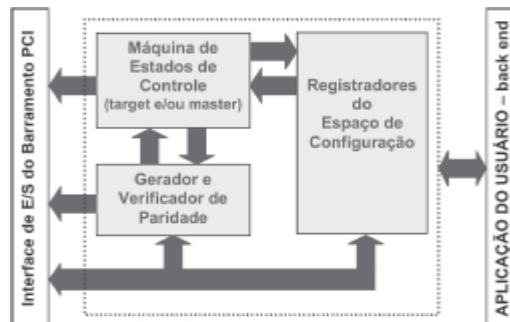 Interface de E/S do Barramento PCI
Máquina de
Estados de
Controle
(target e/ou master)
Gerador e
Verificador de
Paridade
Registradores
do
Espaço de
Configuração
APLICAÇÃO DO USUÁRIO – back end